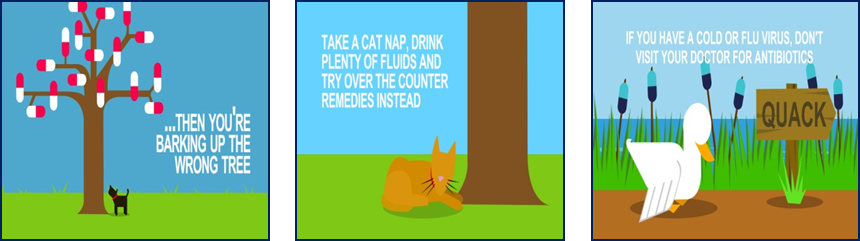 ...THEN YOU'RE
BARKING UP THE
WRONG TREE
TAKE A CAT NAP, DRINK
PLENTY OF FLUIDS AND
TRY OVER THE COUNTER
REMEDIES INSTEAD
IF YOU HAVE A COLD OR FLU VIRUS, DON'T
VISIT YOUR DOCTOR FOR ANTIBIOTICS
QUACK